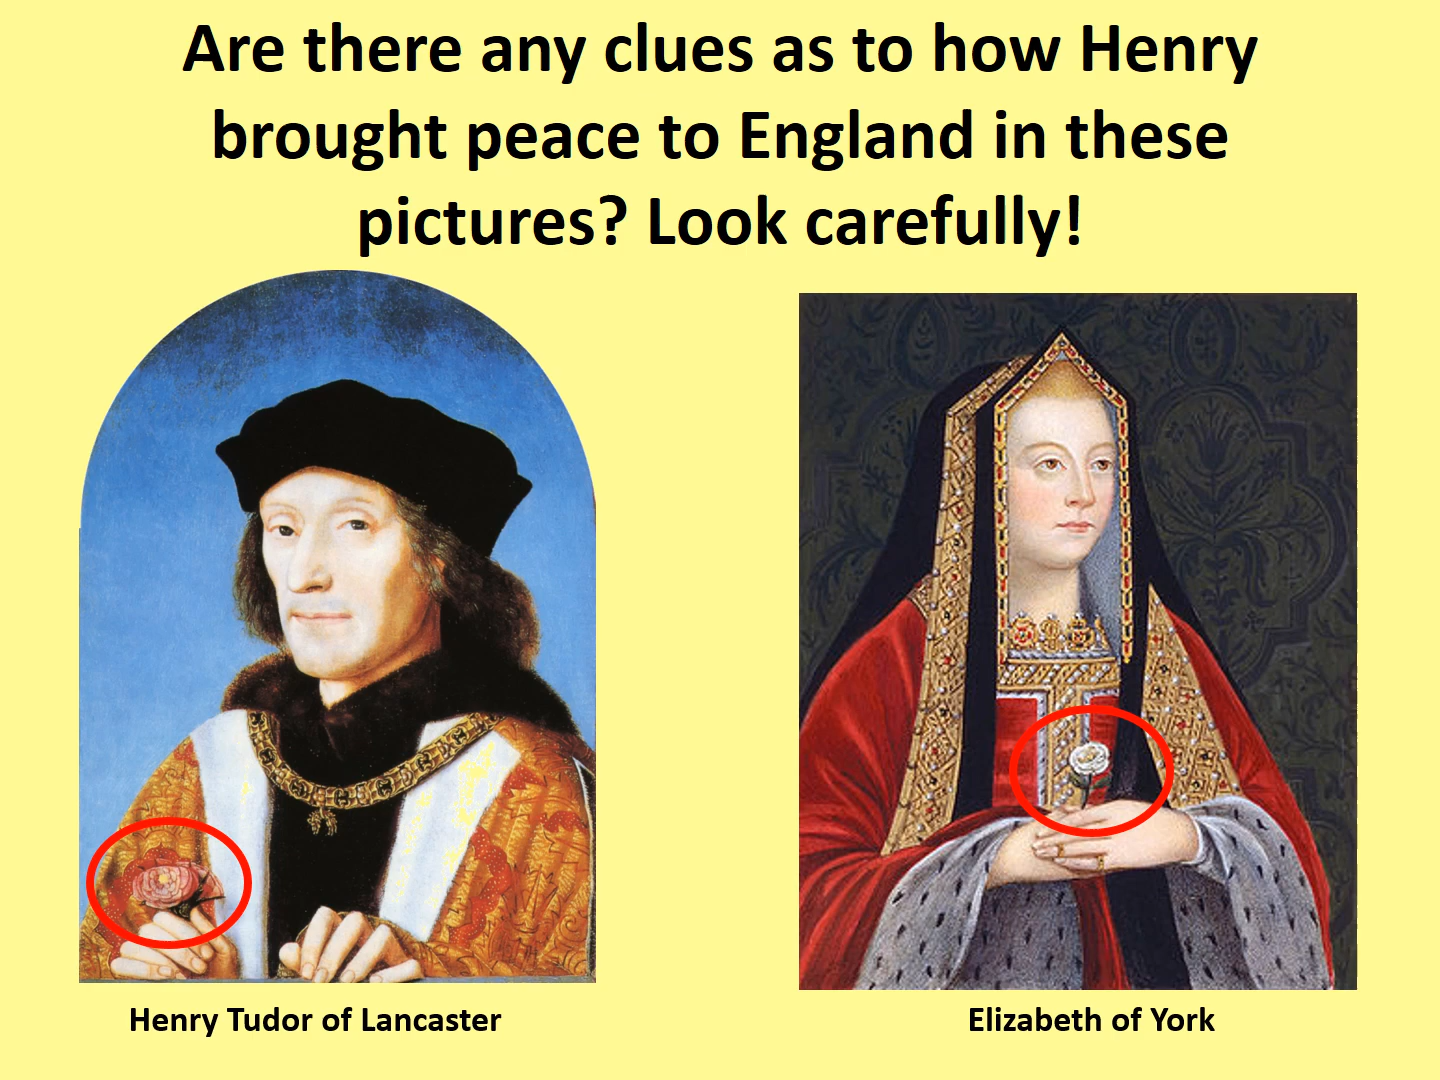 Are there any clues as to how Henry
brought peace to England in these
pictures? Look carefully!
Henry Tudor of Lancaster
Elizabeth of York